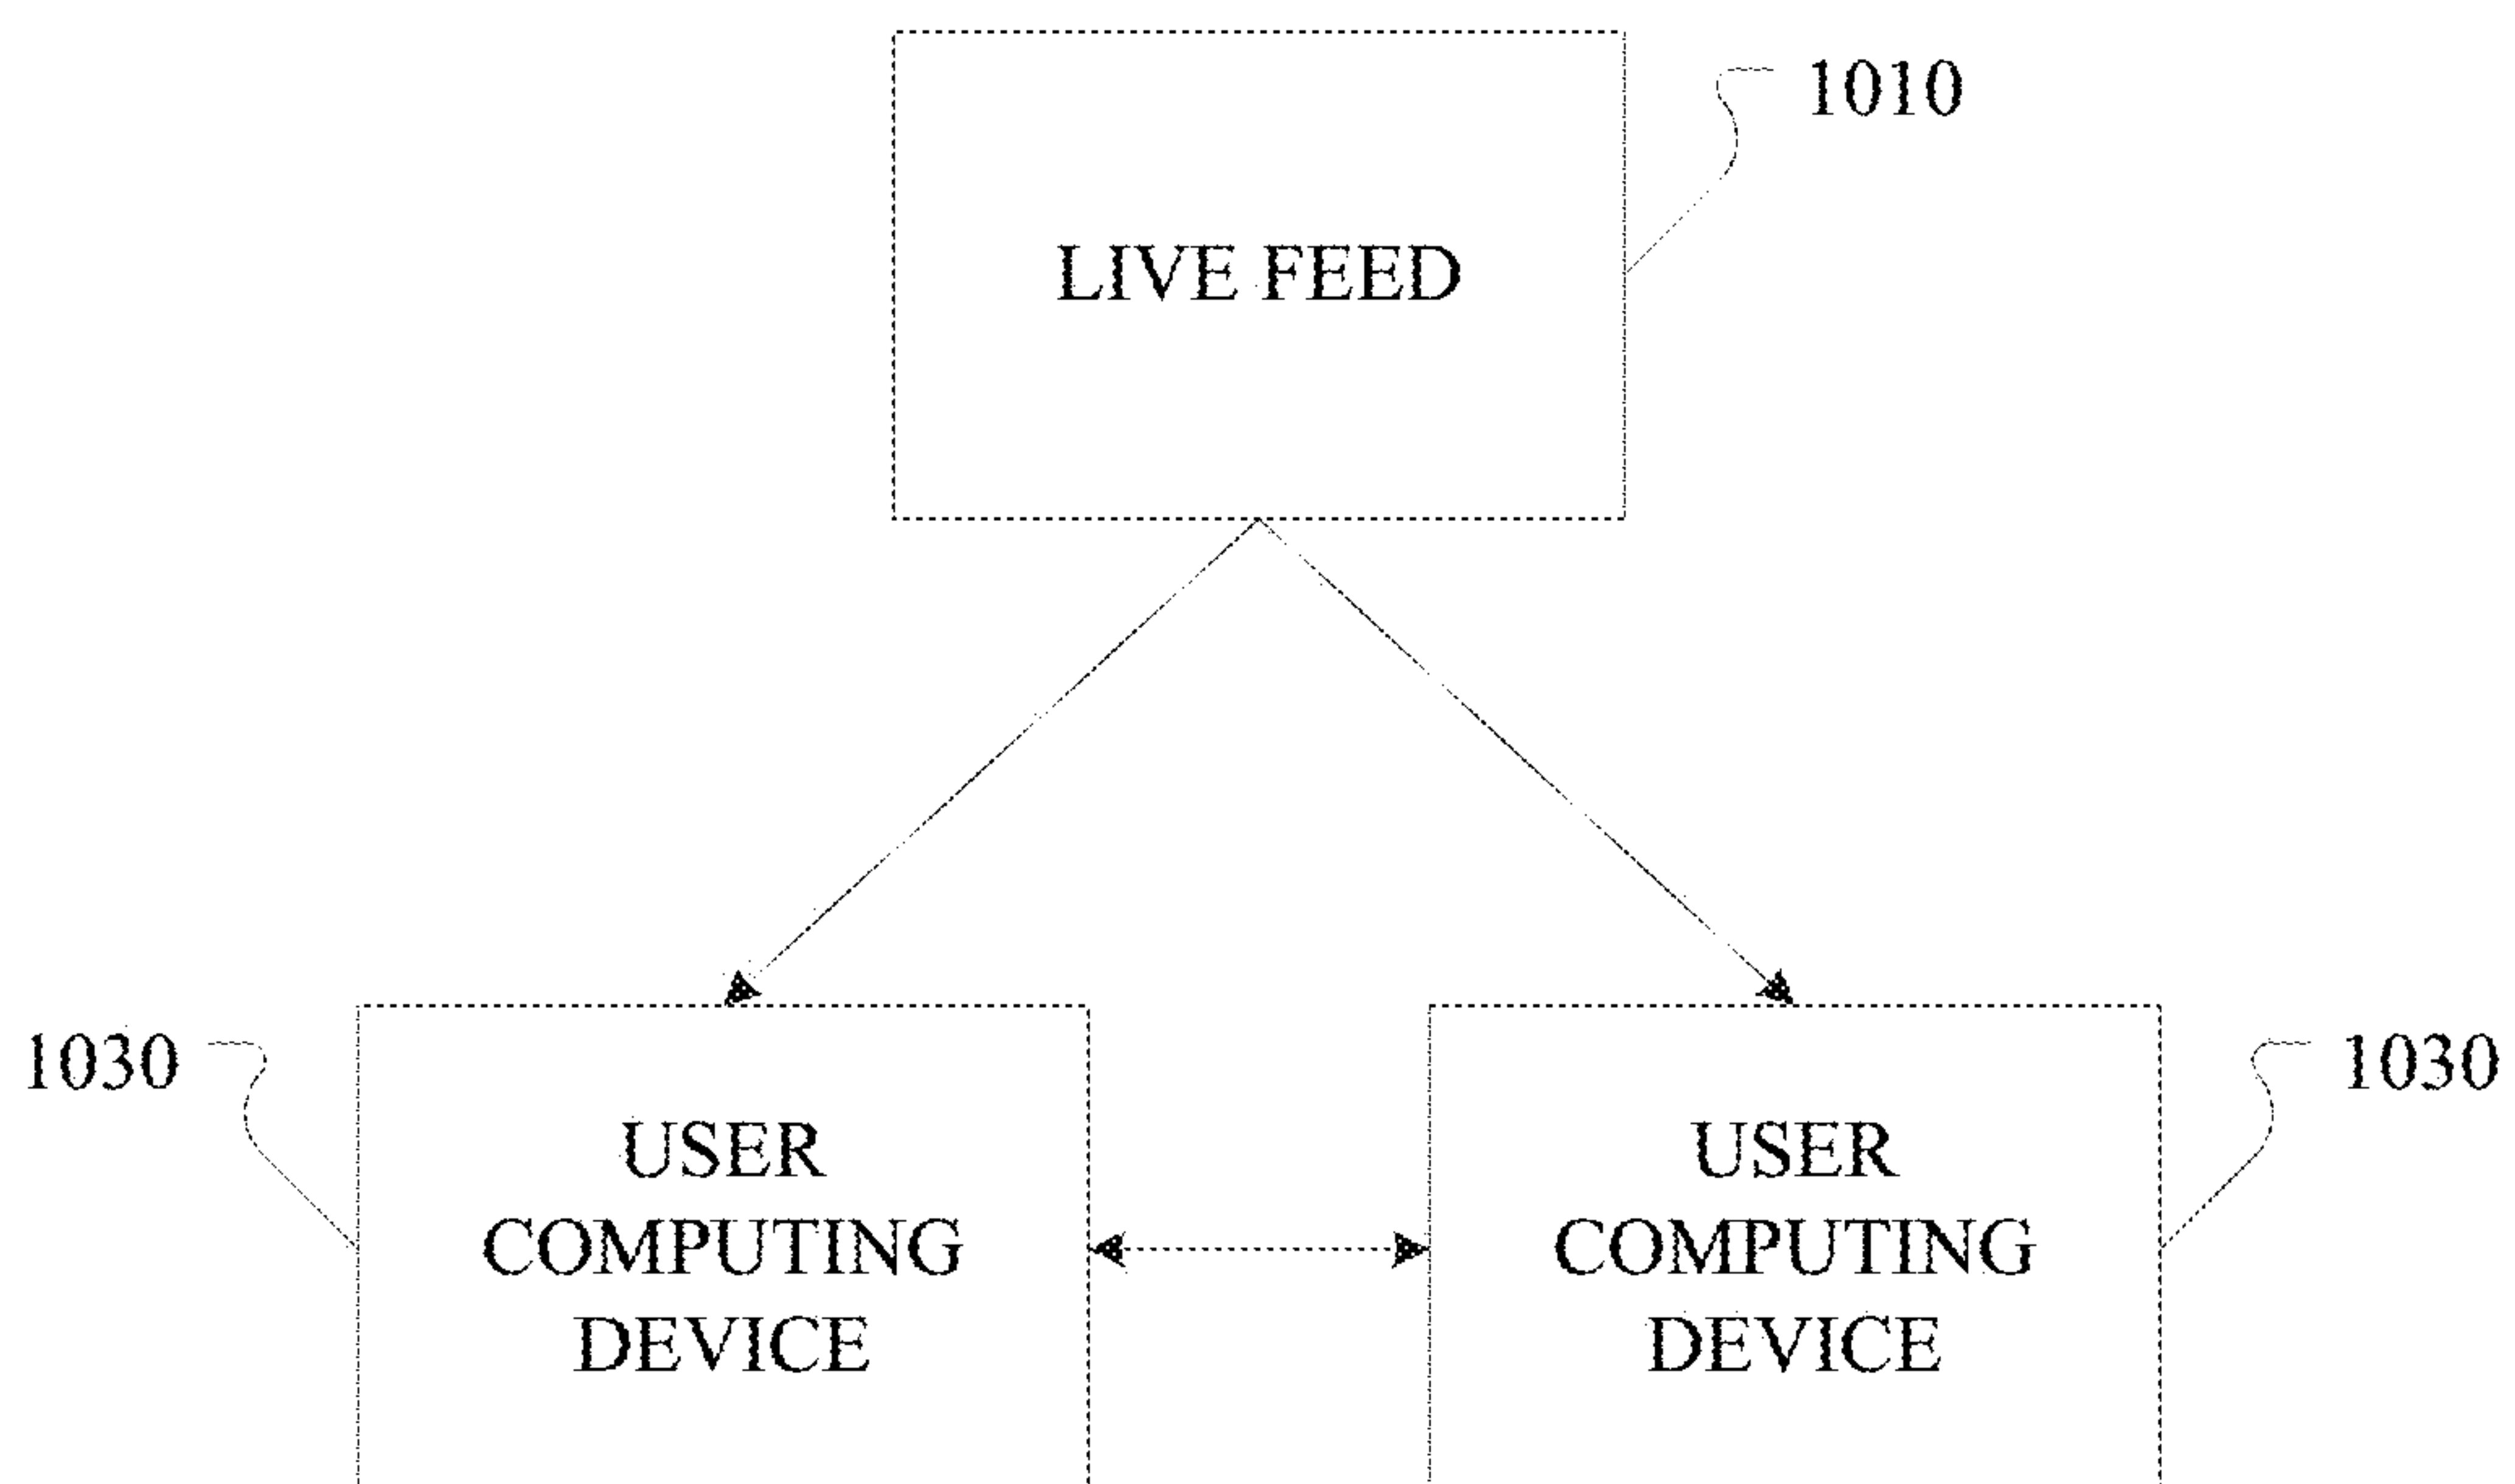 1010
LIVE FEED
1030
1030
USER
COMPUTING
DEVICE
USER
COMPUTING
DEVICE